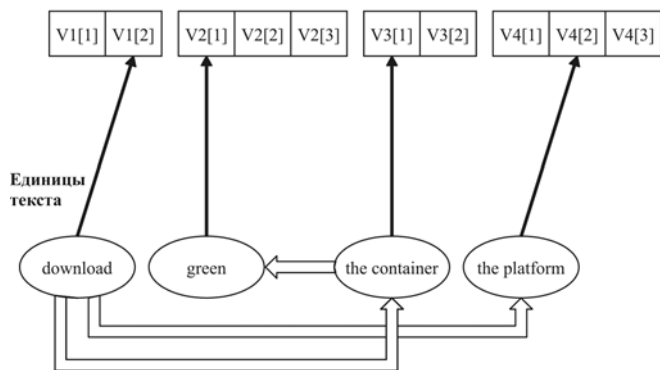 V1[1] V1[2] V2[1] V2[2] V2[3] V3[1] V3[2] V4[1] V4[2] V4[3]
Единицы
текста
download green the container the platform